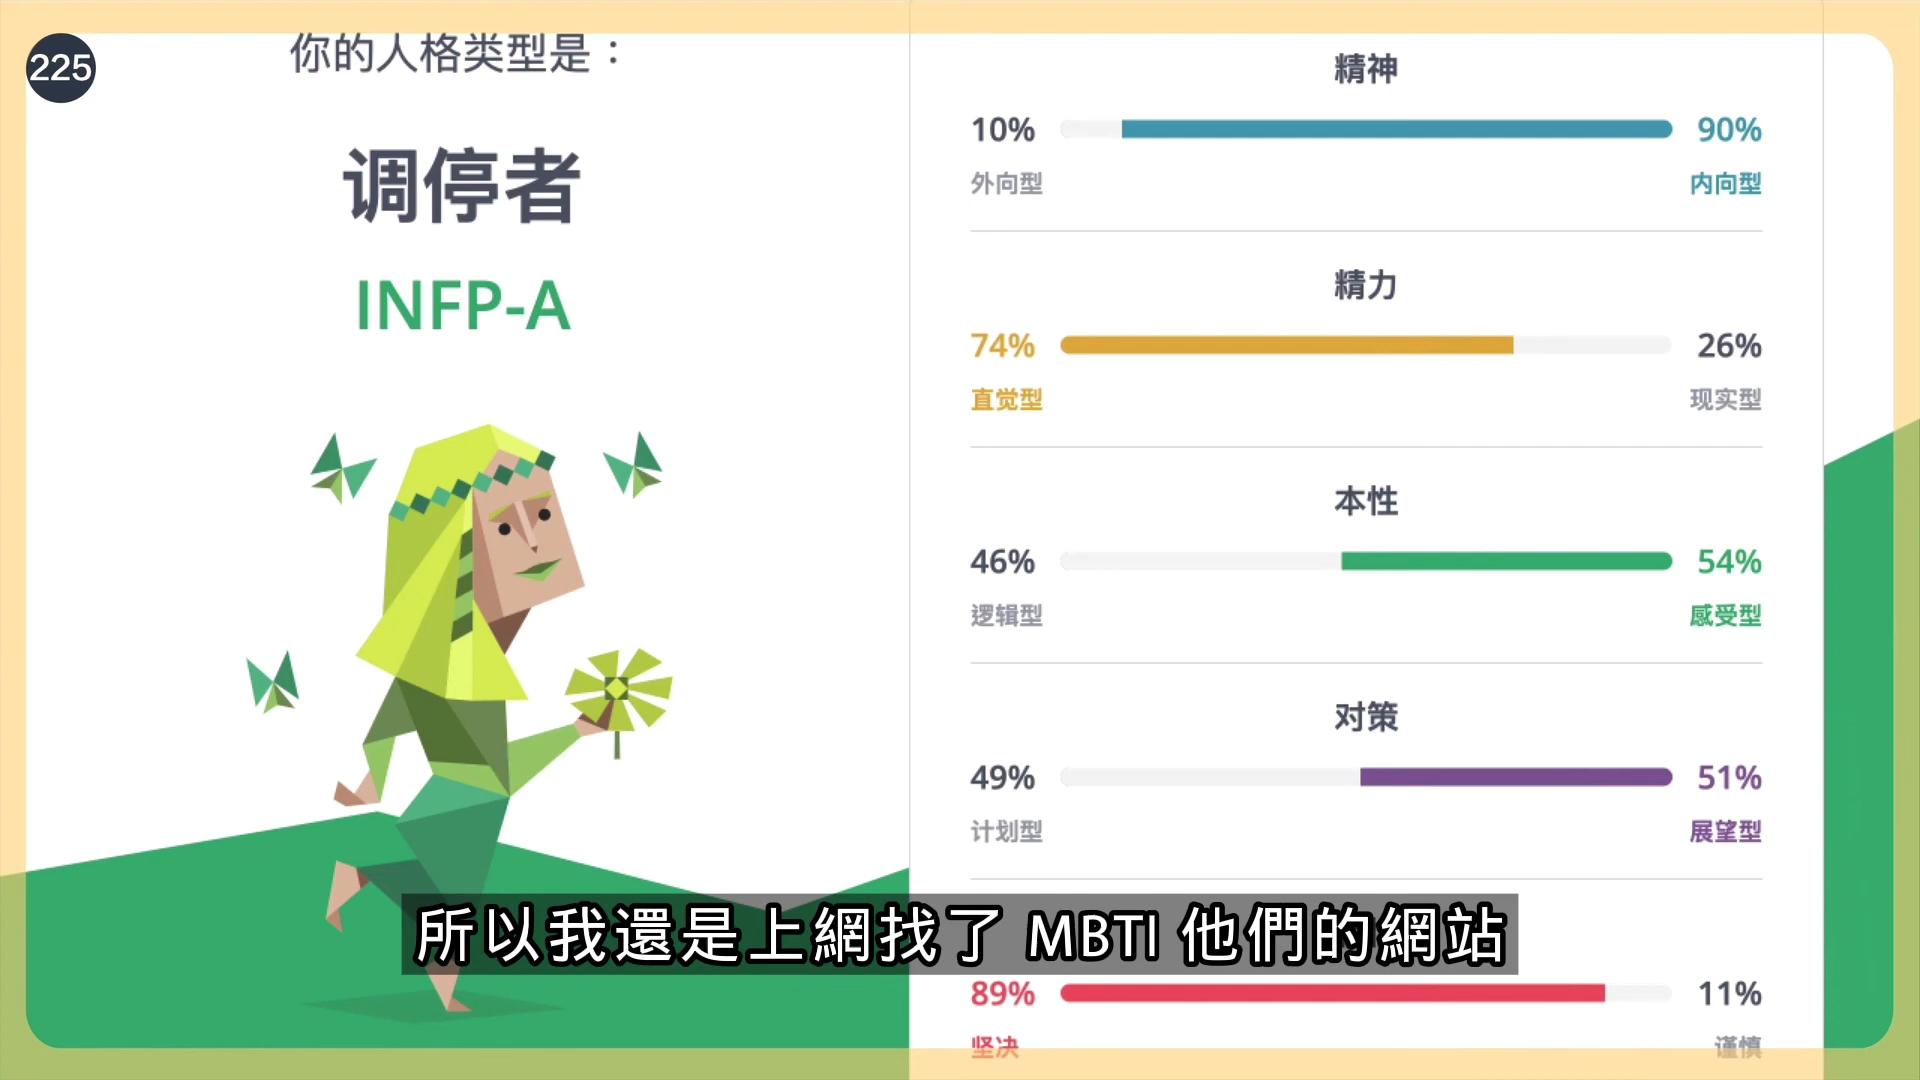 225
你的人格类型是：
调停者
INFP-A
精神
10% 90%
外向型 内向型
精力
74% 26%
直觉型 现实型
本性
46% 54%
逻辑型 感受型
对策
49% 51%
计划型 展望型
所以我還是上網找了 MBTI 他們的網站
89% 11%
坚决 谨慎